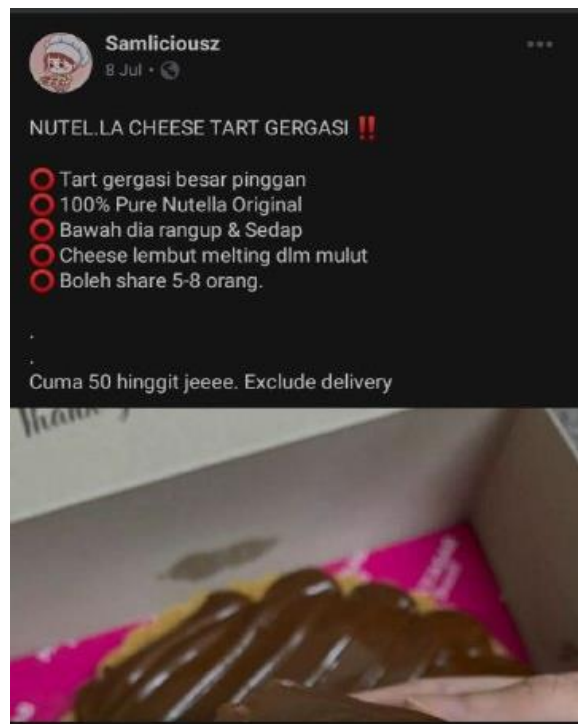 Samliciousz
8 Jul
NUTEL.LA CHEESE TART GERGASI ‼️
⭕ Tart gergasi besar pinggan
⭕ 100% Pure Nutella Original
⭕ Bawah dia rangup & Sedap
⭕ Cheese lembut melting dlm mulut
⭕ Boleh share 5-8 orang.
.
.
Cuma 50 hinggit jeeee. Exclude delivery